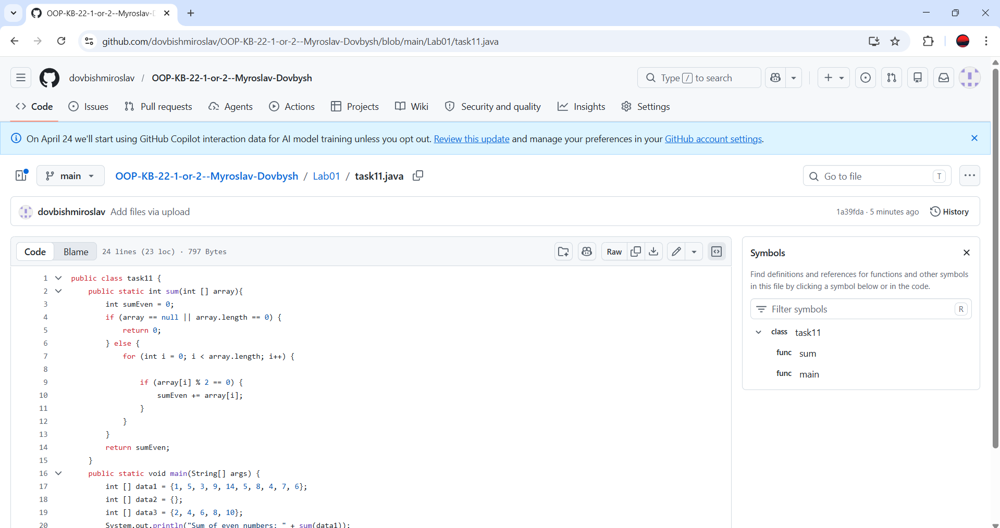 OOP-KB-22-1-or-2--Myroslav-D
github.com/dovbishmiroslav/OOP-KB-22-1-or-2--Myroslav-Dovbysh/blob/main/Lab01/task11.java
dovbishmiroslav / OOP-KB-22-1-or-2--Myroslav-Dovbysh
Type / to search
Code Issues Pull requests Agents Actions Projects Wiki Security and quality Insights Settings
On April 24 we'll start using GitHub Copilot interaction data for AI model training unless you opt out. Review this update and manage your preferences in your GitHub account settings.
main OOP-KB-22-1-or-2--Myroslav-Dovbysh / Lab01 / task11.java
Go to file T
dovbishmiroslav Add files via upload
1a39fda · 5 minutes ago History
Code Blame 24 lines (23 loc) · 797 Bytes
Raw
1 public class task11 {
2 public static int sum(int [] array){
3 int sumEven = 0;
4 if (array == null || array.length == 0) {
5 return 0;
6 } else {
7 for (int i = 0; i < array.length; i++) {
8
9 if (array[i] % 2 == 0) {
10 sumEven += array[i];
11 }
12 }
13 }
14 return sumEven;
15 }
16 public static void main(String[] args) {
17 int [] data1 = {1, 5, 3, 9, 14, 5, 8, 4, 7, 6};
18 int [] data2 = {};
19 int [] data3 = {2, 4, 6, 8, 10};
20 System.out.println("Sum of even numbers: " + sum(data1));
Symbols
Find definitions and references for functions and other symbols
in this file by clicking a symbol below or in the code.
Filter symbols R
class task11
func sum
func main